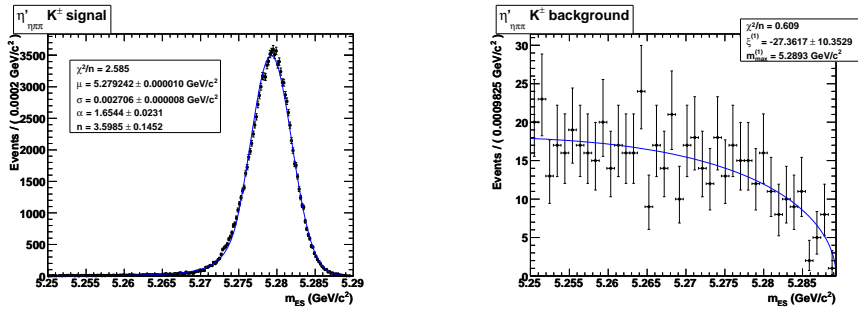 η'ηππ K± signal
χ²/n = 2.585
μ = 5.279242 ± 0.000010 GeV/c²
σ = 0.002706 ± 0.000008 GeV/c²
α = 1.6544 ± 0.0231
n = 3.5985 ± 0.1452
Events / ( 0.0002 GeV/c² )
3500
3000
2500
2000
1500
1000
500
0
5.25 5.255 5.26 5.265 5.27 5.275 5.28 5.285 5.29
mES (GeV/c²)
η'ηππ K± background
χ²/n = 0.609
ξ(1) = -27.3617 ± 10.3529
m(1)max = 5.2893 GeV/c²
Events / ( 0.0009825 GeV/c² )
30
25
20
15
10
5
0
5.25 5.255 5.26 5.265 5.27 5.275 5.28 5.285
mES (GeV/c²)